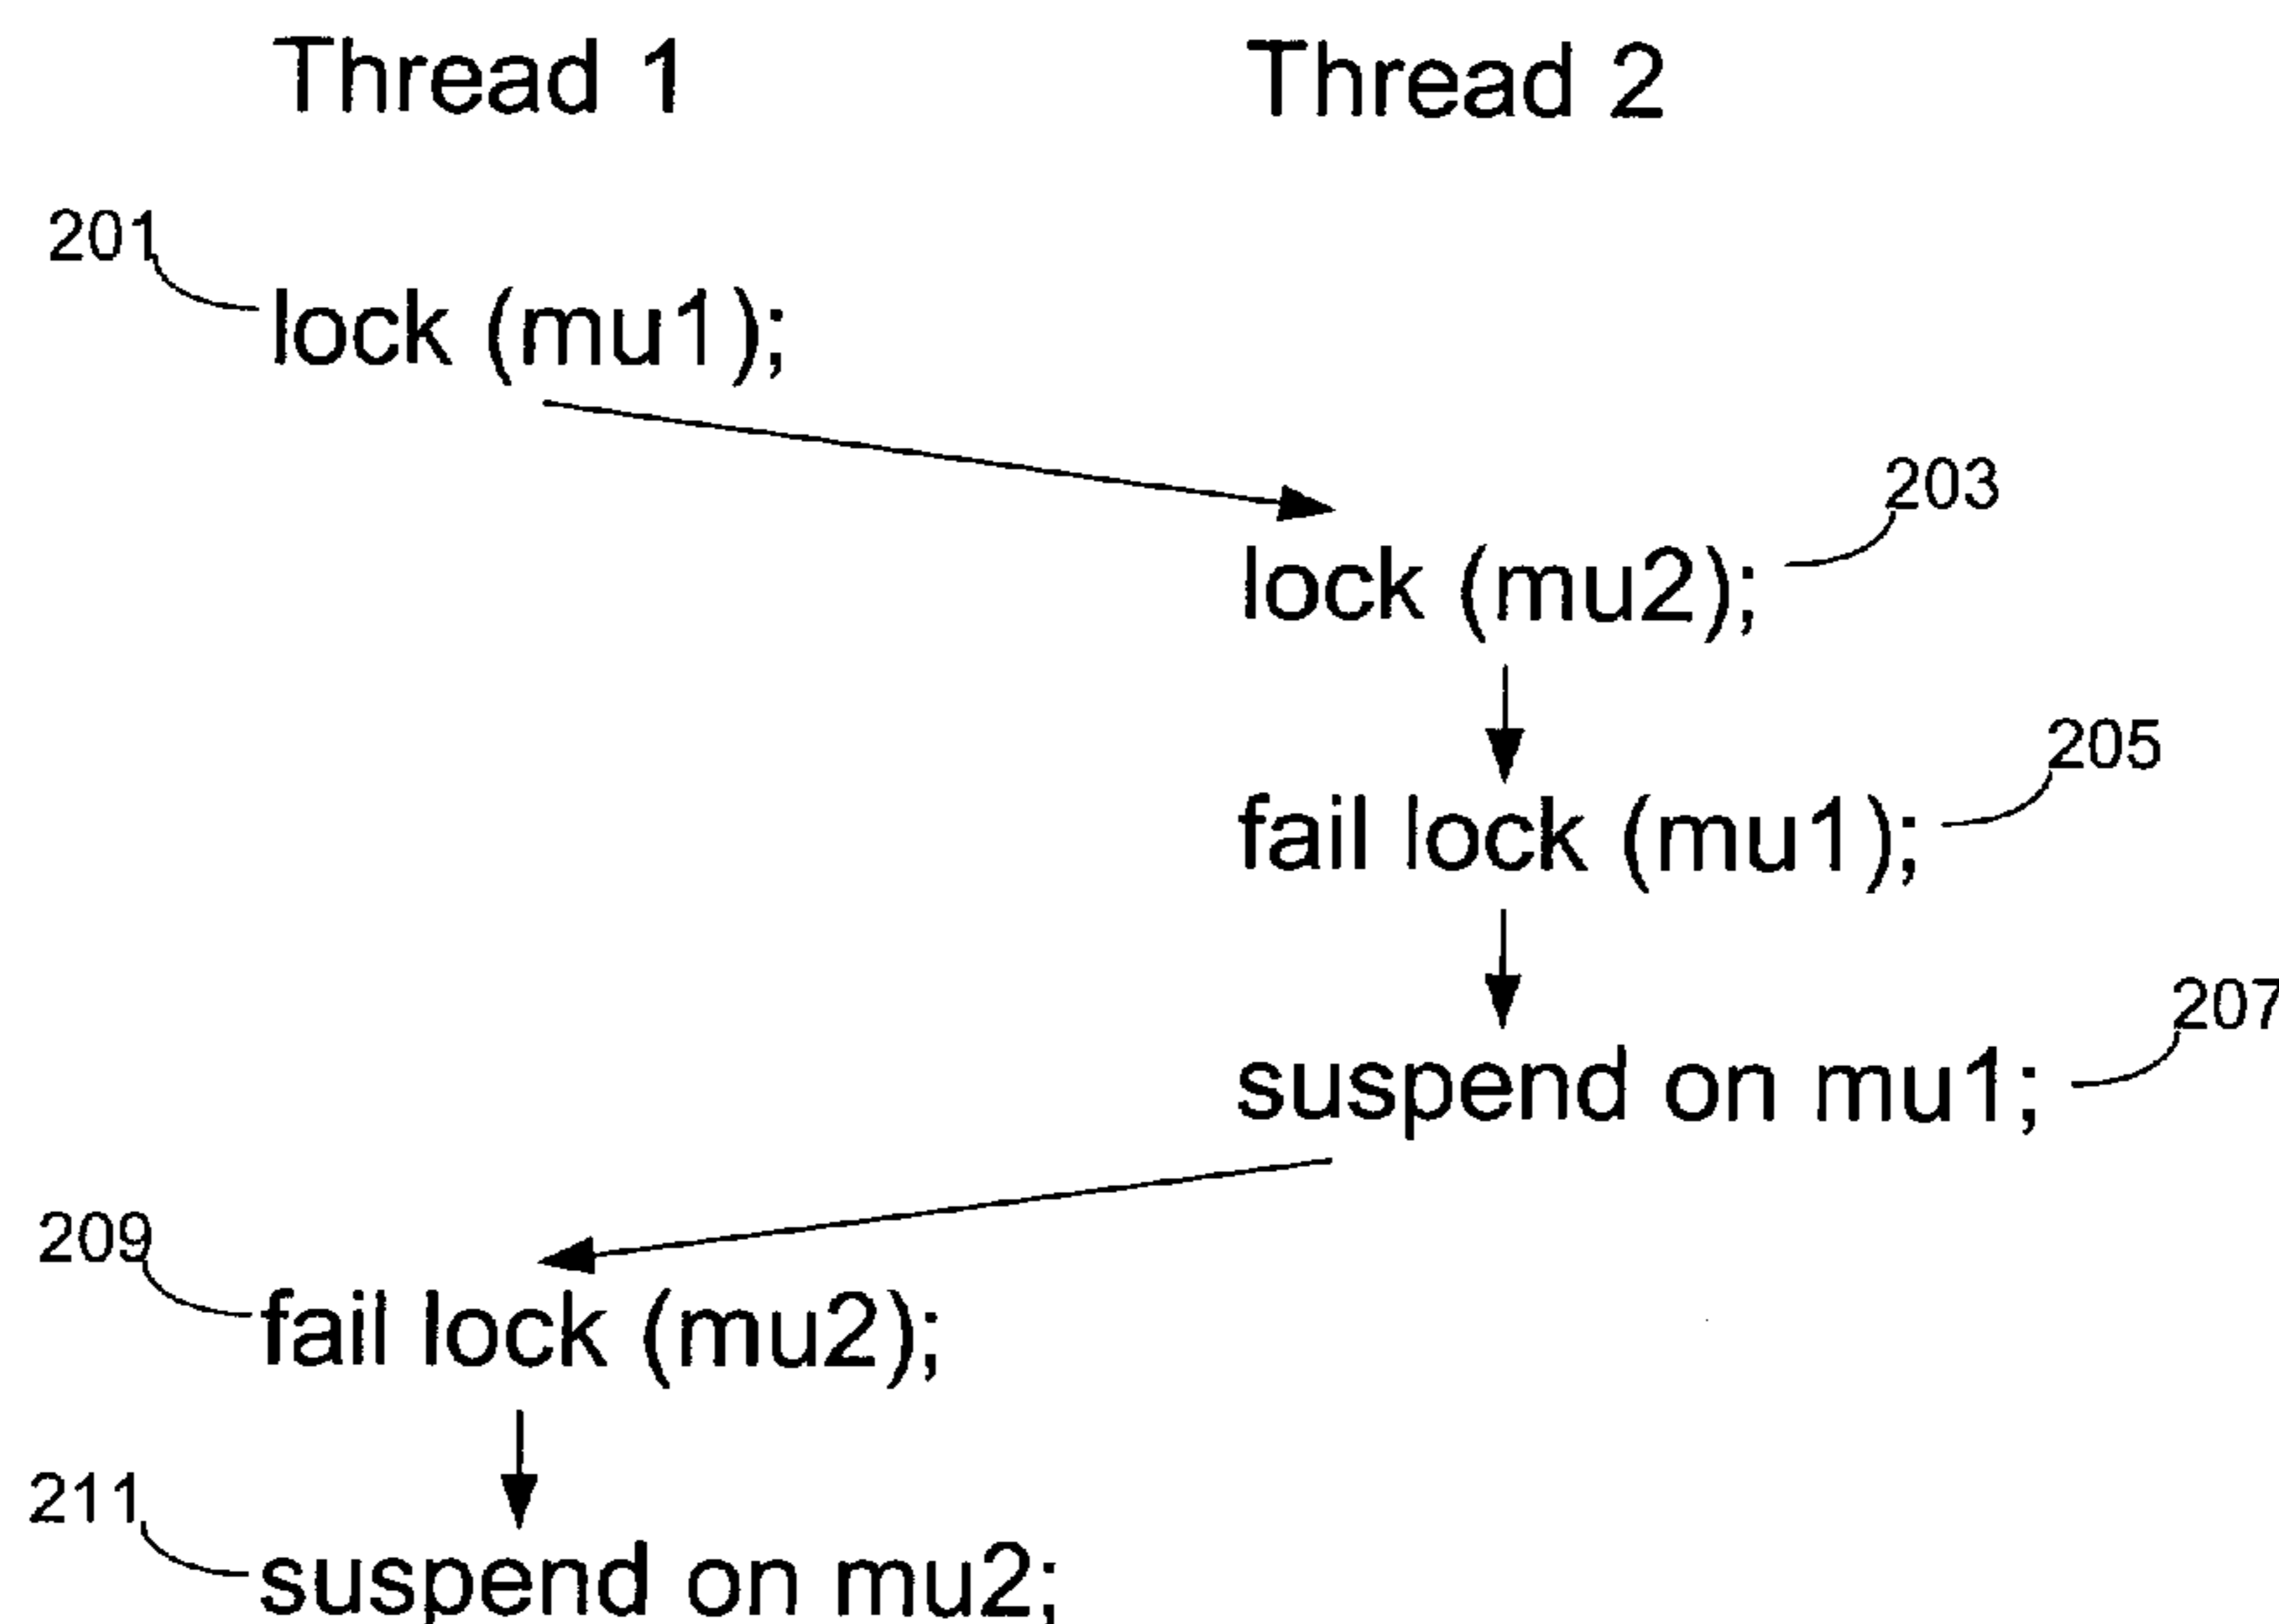 Thread 1 Thread 2
201
lock (mu1);
203
lock (mu2);
205
fail lock (mu1);
207
suspend on mu1;
209
fail lock (mu2);
211
suspend on mu2;